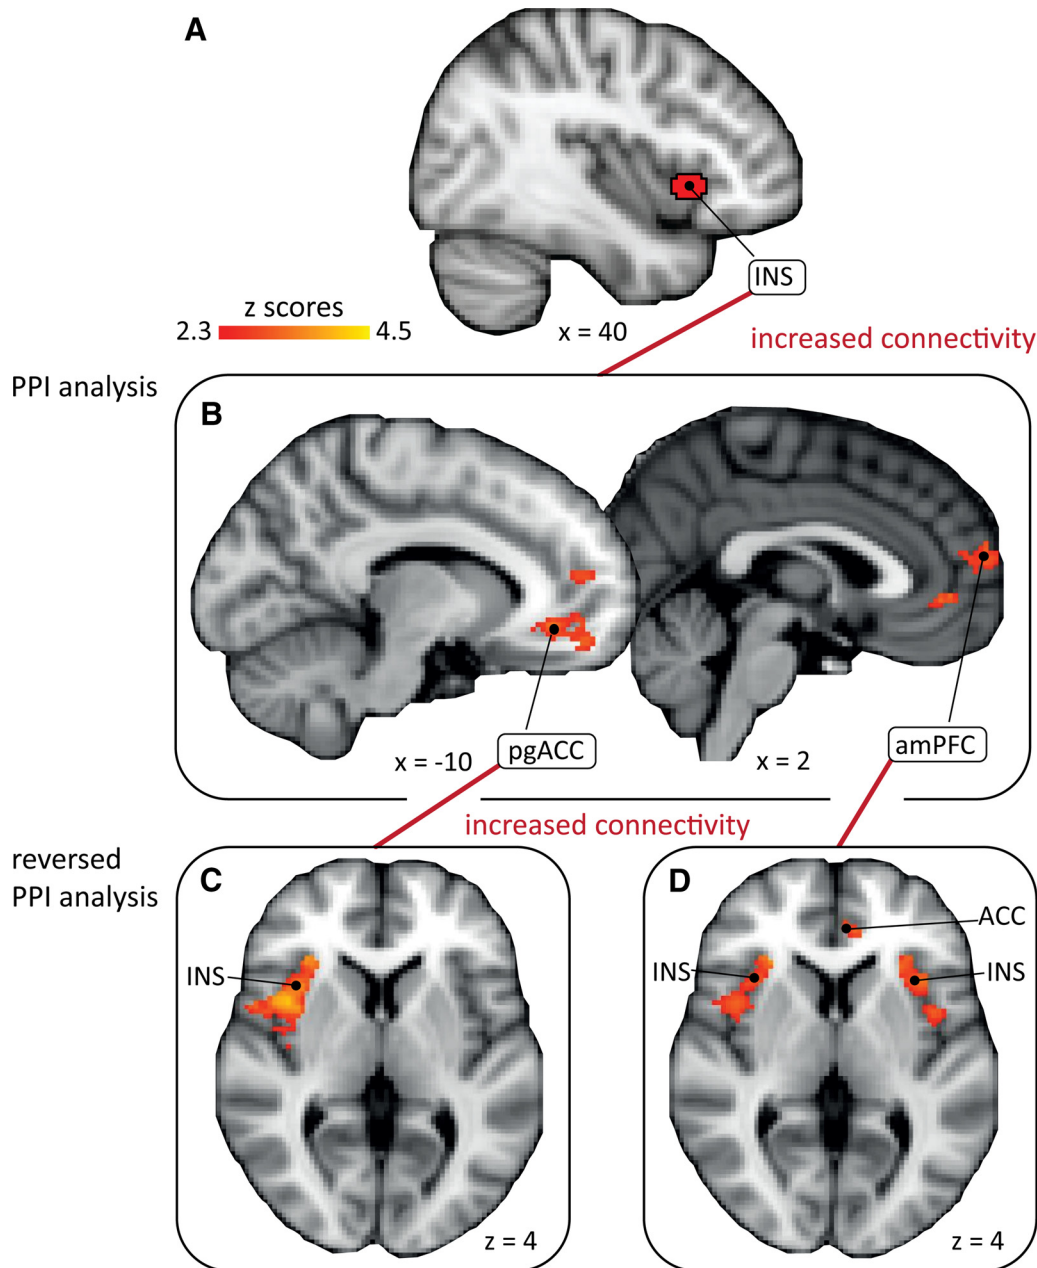 A
INS
z scores
2.3 4.5
x = 40
increased connectivity
PPI analysis
B
x = -10
pgACC
x = 2
amPFC
increased connectivity
reversed
PPI analysis
C
INS
z = 4
D
ACC
INS
INS
z = 4